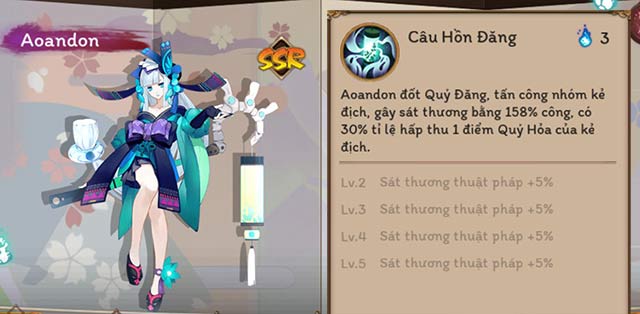 Aoandon
SSR
Câu Hồn Đăng
3
Aoandon đốt Quỷ Đăng, tấn công nhóm kẻ
địch, gây sát thương bằng 158% công, có
30% tỉ lệ hấp thu 1 điểm Quỷ Hỏa của kẻ
địch.
Lv.2 Sát thương thuật pháp +5%
Lv.3 Sát thương thuật pháp +5%
Lv.4 Sát thương thuật pháp +5%
Lv.5 Sát thương thuật pháp +5%